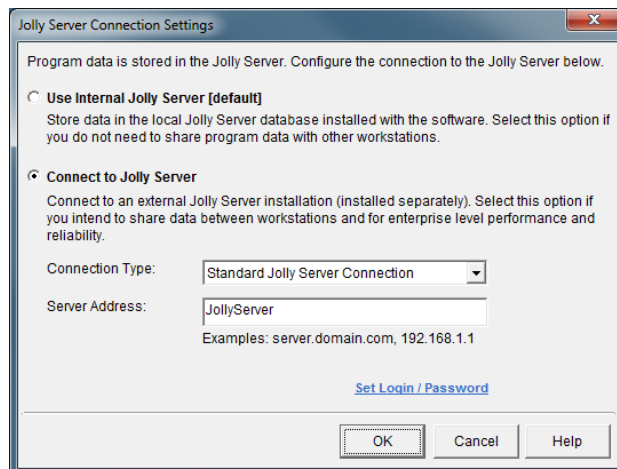 Jolly Server Connection Settings
Program data is stored in the Jolly Server. Configure the connection to the Jolly Server below.
Use Internal Jolly Server [default]
Store data in the local Jolly Server database installed with the software. Select this option if
you do not need to share program data with other workstations.
Connect to Jolly Server
Connect to an external Jolly Server installation (installed separately). Select this option if
you intend to share data between workstations and for enterprise level performance and
reliability.
Connection Type: Standard Jolly Server Connection
Server Address: JollyServer
Examples: server.domain.com, 192.168.1.1
Set Login / Password
OK Cancel Help